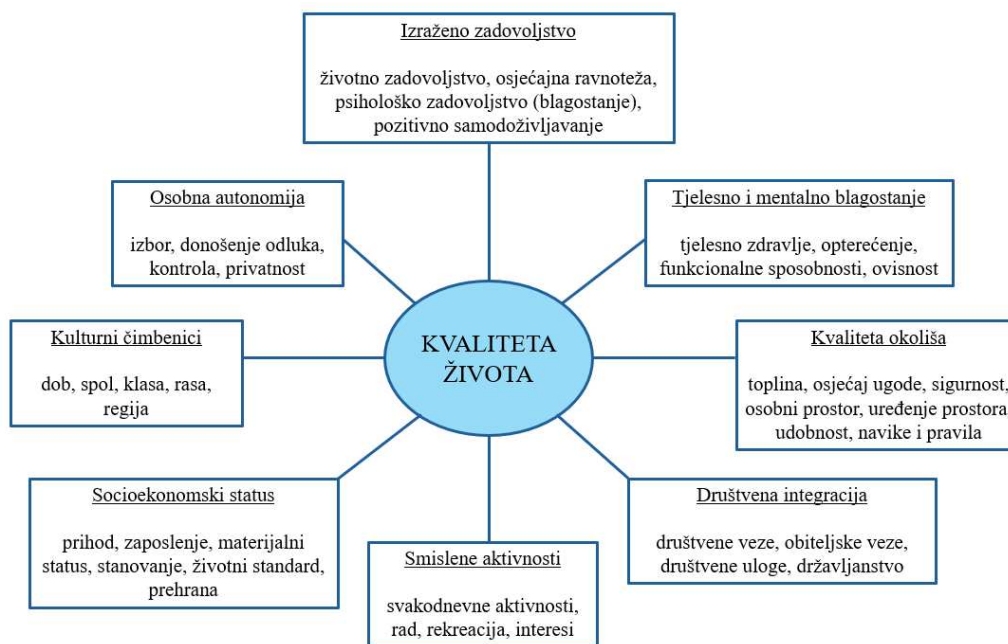 Izraženo zadovoljstvo
životno zadovoljstvo, osjećajna ravnoteža,
psihološko zadovoljstvo (blagostanje),
pozitivno samodoživljavanje
Osobna autonomija
izbor, donošenje odluka,
kontrola, privatnost
Tjelesno i mentalno blagostanje
tjelesno zdravlje, opterećenje,
funkcionalne sposobnosti, ovisnost
Kulturni čimbenici
dob, spol, klasa, rasa,
regija
KVALITETA
ŽIVOTA
Kvaliteta okoliša
toplina, osjećaj ugode, sigurnost,
osobni prostor, uređenje prostora,
udobnost, navike i pravila
Socioekonomski status
prihod, zaposlenje, materijalni
status, stanovanje, životni standard,
prehrana
Smislene aktivnosti
svakodnevne aktivnosti,
rad, rekreacija, interesi
Društvena integracija
društvene veze, obiteljske veze,
društvene uloge, državljanstvo